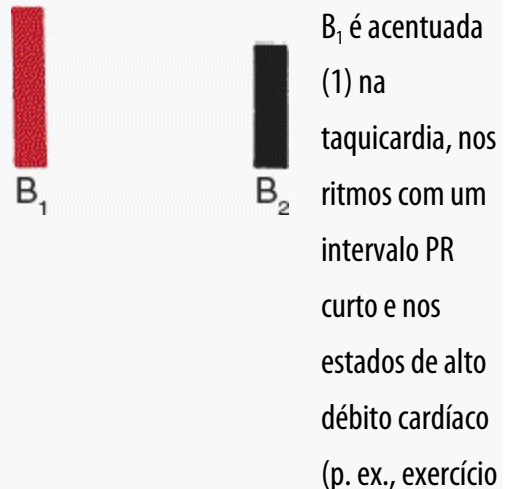 B₁ é acentuada
(1) na
taquicardia, nos
ritmos com um
intervalo PR
curto e nos
estados de alto
débito cardíaco
(p. ex., exercício
B₁
B₂